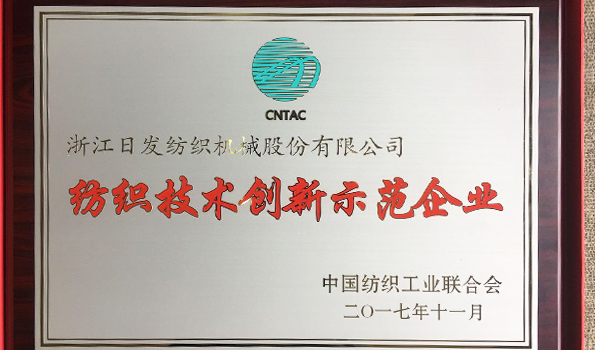 CNTAC
浙江日发纺织机械股份有限公司
纺织技术创新示范企业
中国纺织工业联合会
二〇一七年十一月